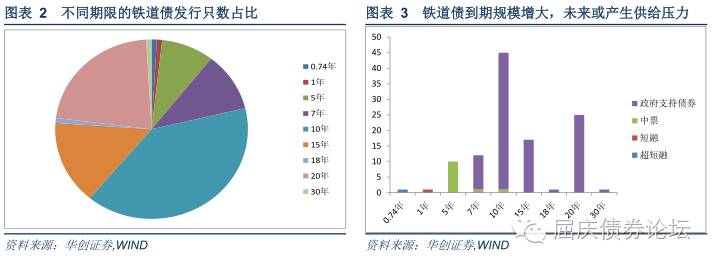 图表 2 不同期限的铁道债发行只数占比
0.74年
1年
5年
7年
10年
15年
18年
20年
30年
资料来源：华创证券,WIND
图表 3 铁道债到期规模增大，未来或产生供给压力
50
45
40
35
30
25
20
15
10
5
0
0.74年
1年
5年
7年
10年
15年
18年
20年
30年
政府支持债券
中票
短融
超短融
资料来源：华创证券,WIND
屈庆债券论坛